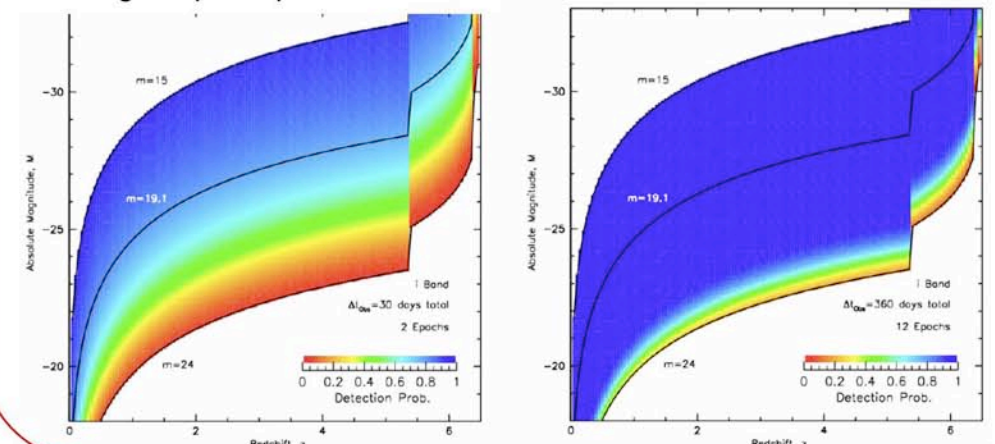 -30
-25
-20
Absolute Magnitude, M
m=15
m=19.1
m=24
i Band
Δt_Obs=30 days total
2 Epochs
0 0.2 0.4 0.6 0.8 1
Detection Prob.
0 2 4 6
-30
-25
-20
Absolute Magnitude, M
m=15
m=19.1
m=24
i Band
Δt_Obs=360 days total
12 Epochs
0 0.2 0.4 0.6 0.8 1
Detection Prob.
0 2 4 6